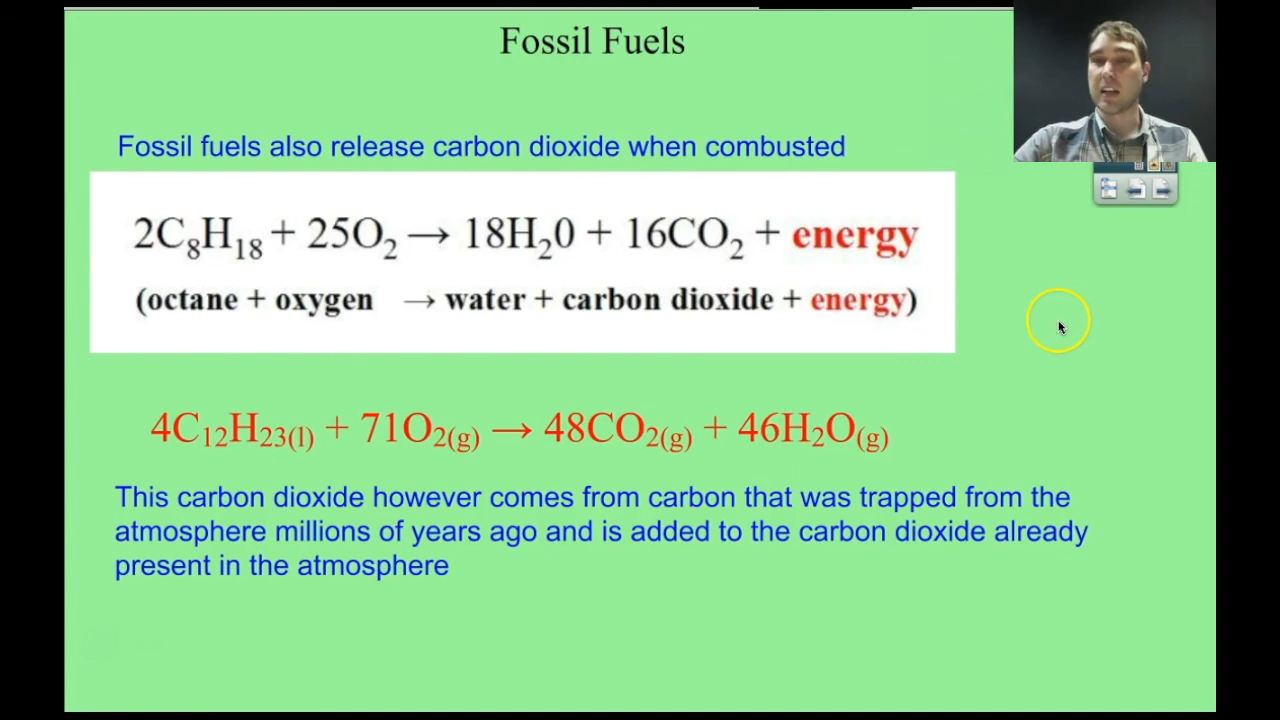 Fossil Fuels
Fossil fuels also release carbon dioxide when combusted
2C₈H₁₈ + 25O₂ → 18H₂0 + 16CO₂ + energy
(octane + oxygen → water + carbon dioxide + energy)
4C₁₂H₂₃(l) + 71O₂(g) → 48CO₂(g) + 46H₂O(g)
This carbon dioxide however comes from carbon that was trapped from the
atmosphere millions of years ago and is added to the carbon dioxide already
present in the atmosphere